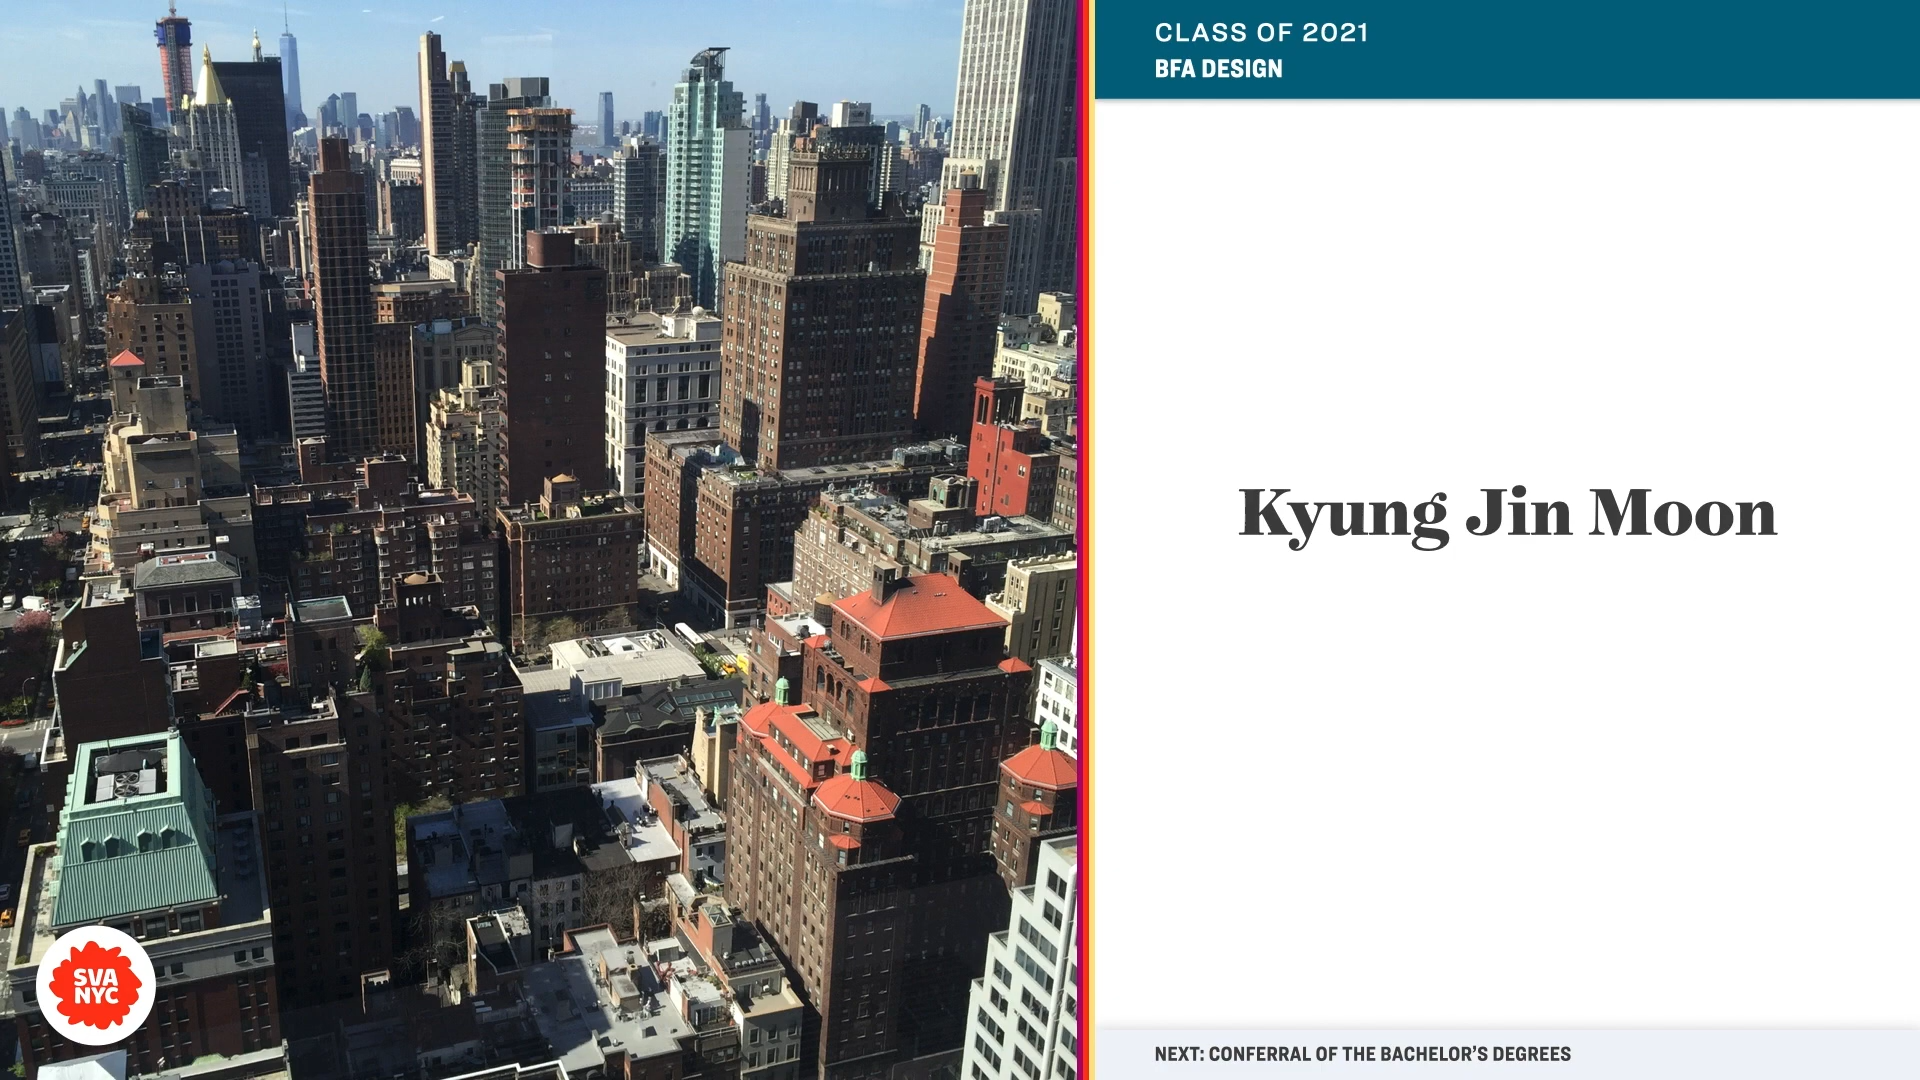 CLASS OF 2021
BFA DESIGN
Kyung Jin Moon
SVA
NYC
NEXT: CONFERRAL OF THE BACHELOR'S DEGREES